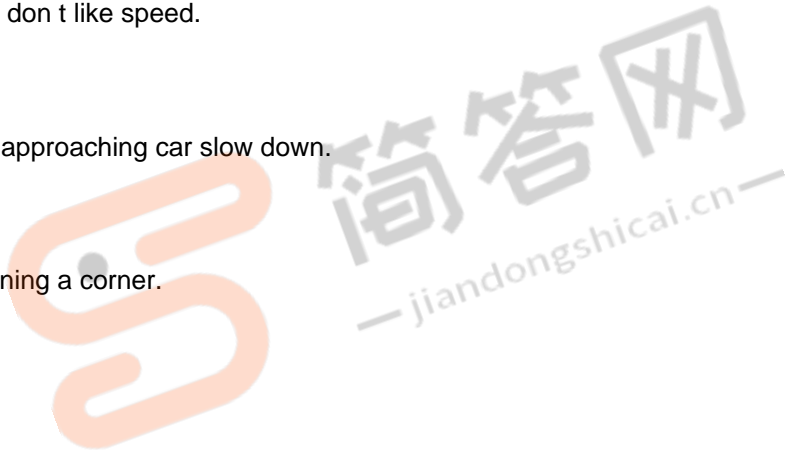 don t like speed.
approaching car slow down.
ning a corner.
简答网
jiandongshicai.cn